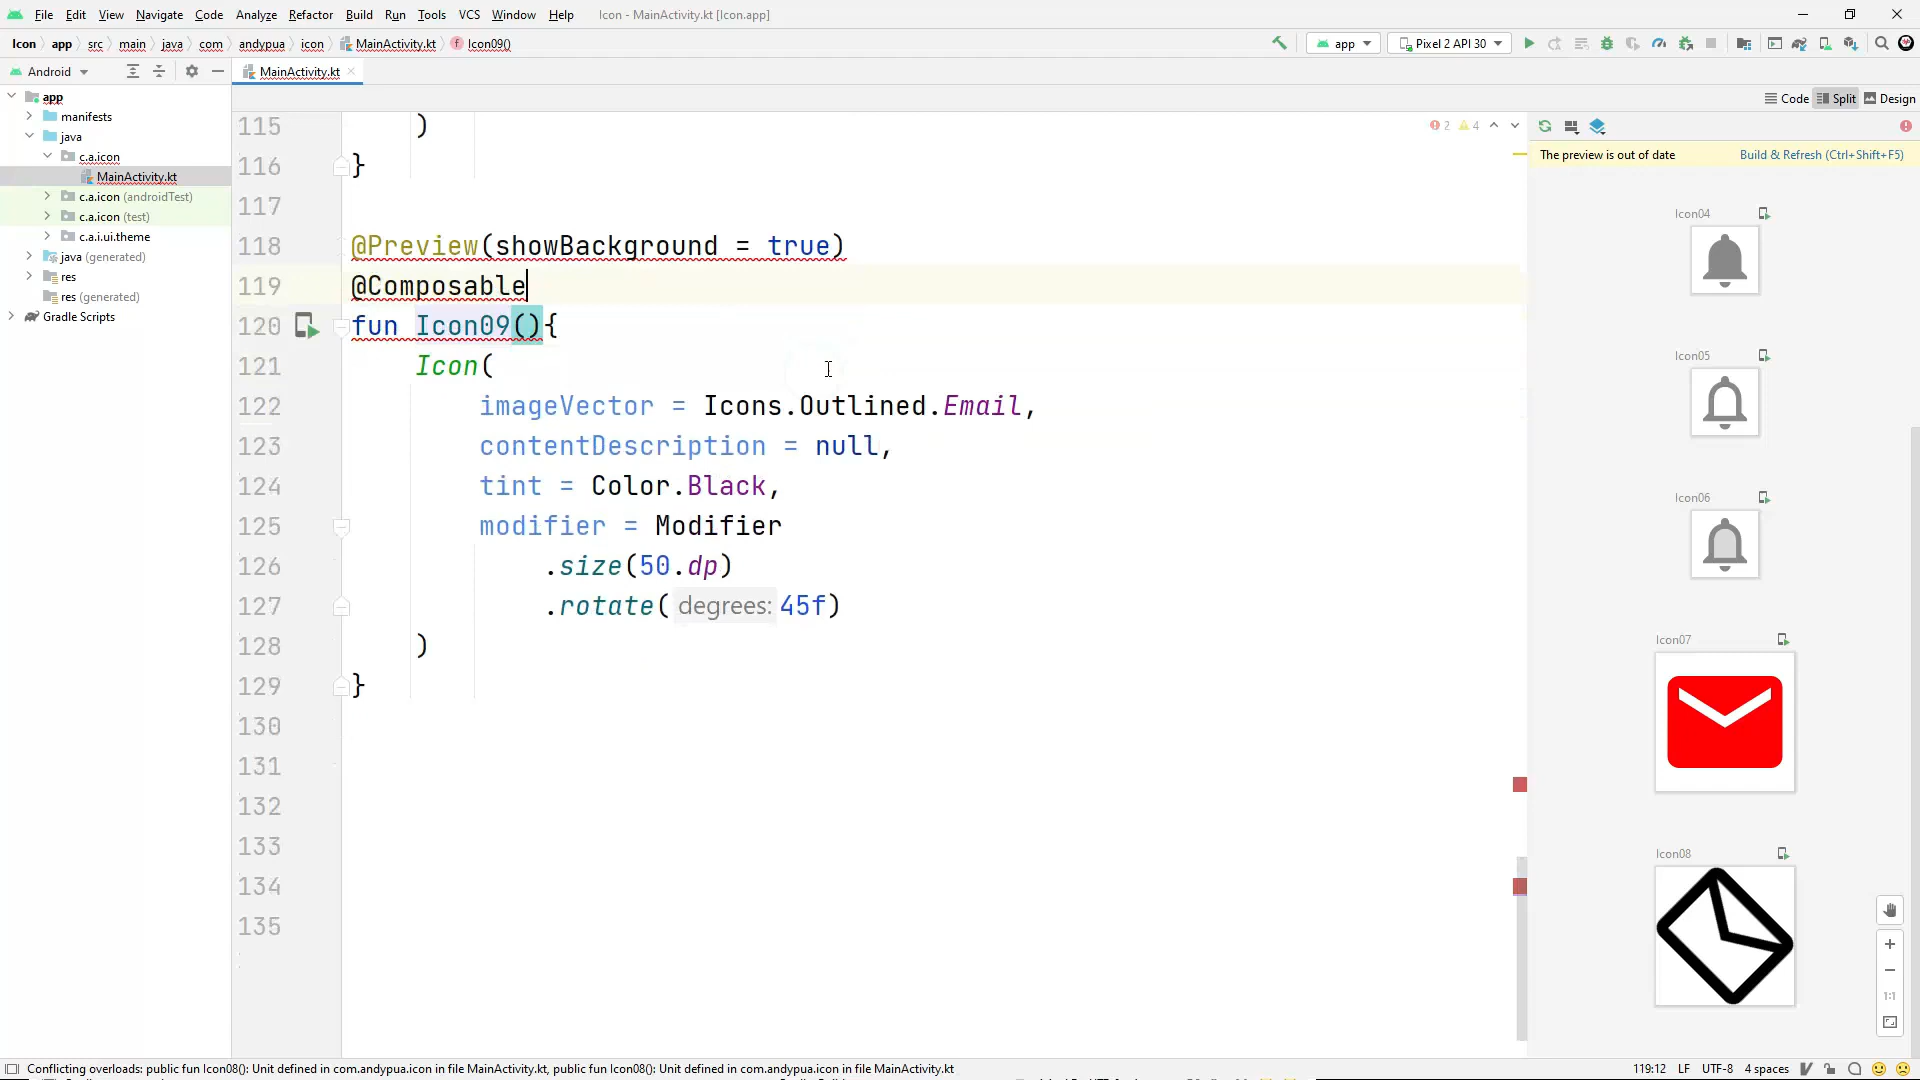 File Edit View Navigate Code Analyze Refactor Build Run Tools VCS Window Help Icon - MainActivity.kt [Icon.app]
Icon app src main java com andypua icon MainActivity.kt Icon09() app Pixel 2 API 30
Android MainActivity.kt
Code Split Design
app
manifests
java
c.a.icon
MainActivity.kt
c.a.icon (androidTest)
c.a.icon (test)
c.a.i.ui.theme
java (generated)
res
res (generated)
Gradle Scripts
2 4
115 )
116 }
117
118 @Preview(showBackground = true)
119 @Composable
120 fun Icon09(){
121 Icon(
122 imageVector = Icons.Outlined.Email,
123 contentDescription = null,
124 tint = Color.Black,
125 modifier = Modifier
126 .size(50.dp)
127 .rotate( degrees: 45f)
128 )
129 }
130
131
132
133
134
135
The preview is out of date Build & Refresh (Ctrl+Shift+F5)
Icon04
Icon05
Icon06
Icon07
Icon08
1:1
Conflicting overloads: public fun Icon08(): Unit defined in com.andypua.icon in file MainActivity.kt, public fun Icon08(): Unit defined in com.andypua.icon in file MainActivity.kt 119:12 LF UTF-8 4 spaces